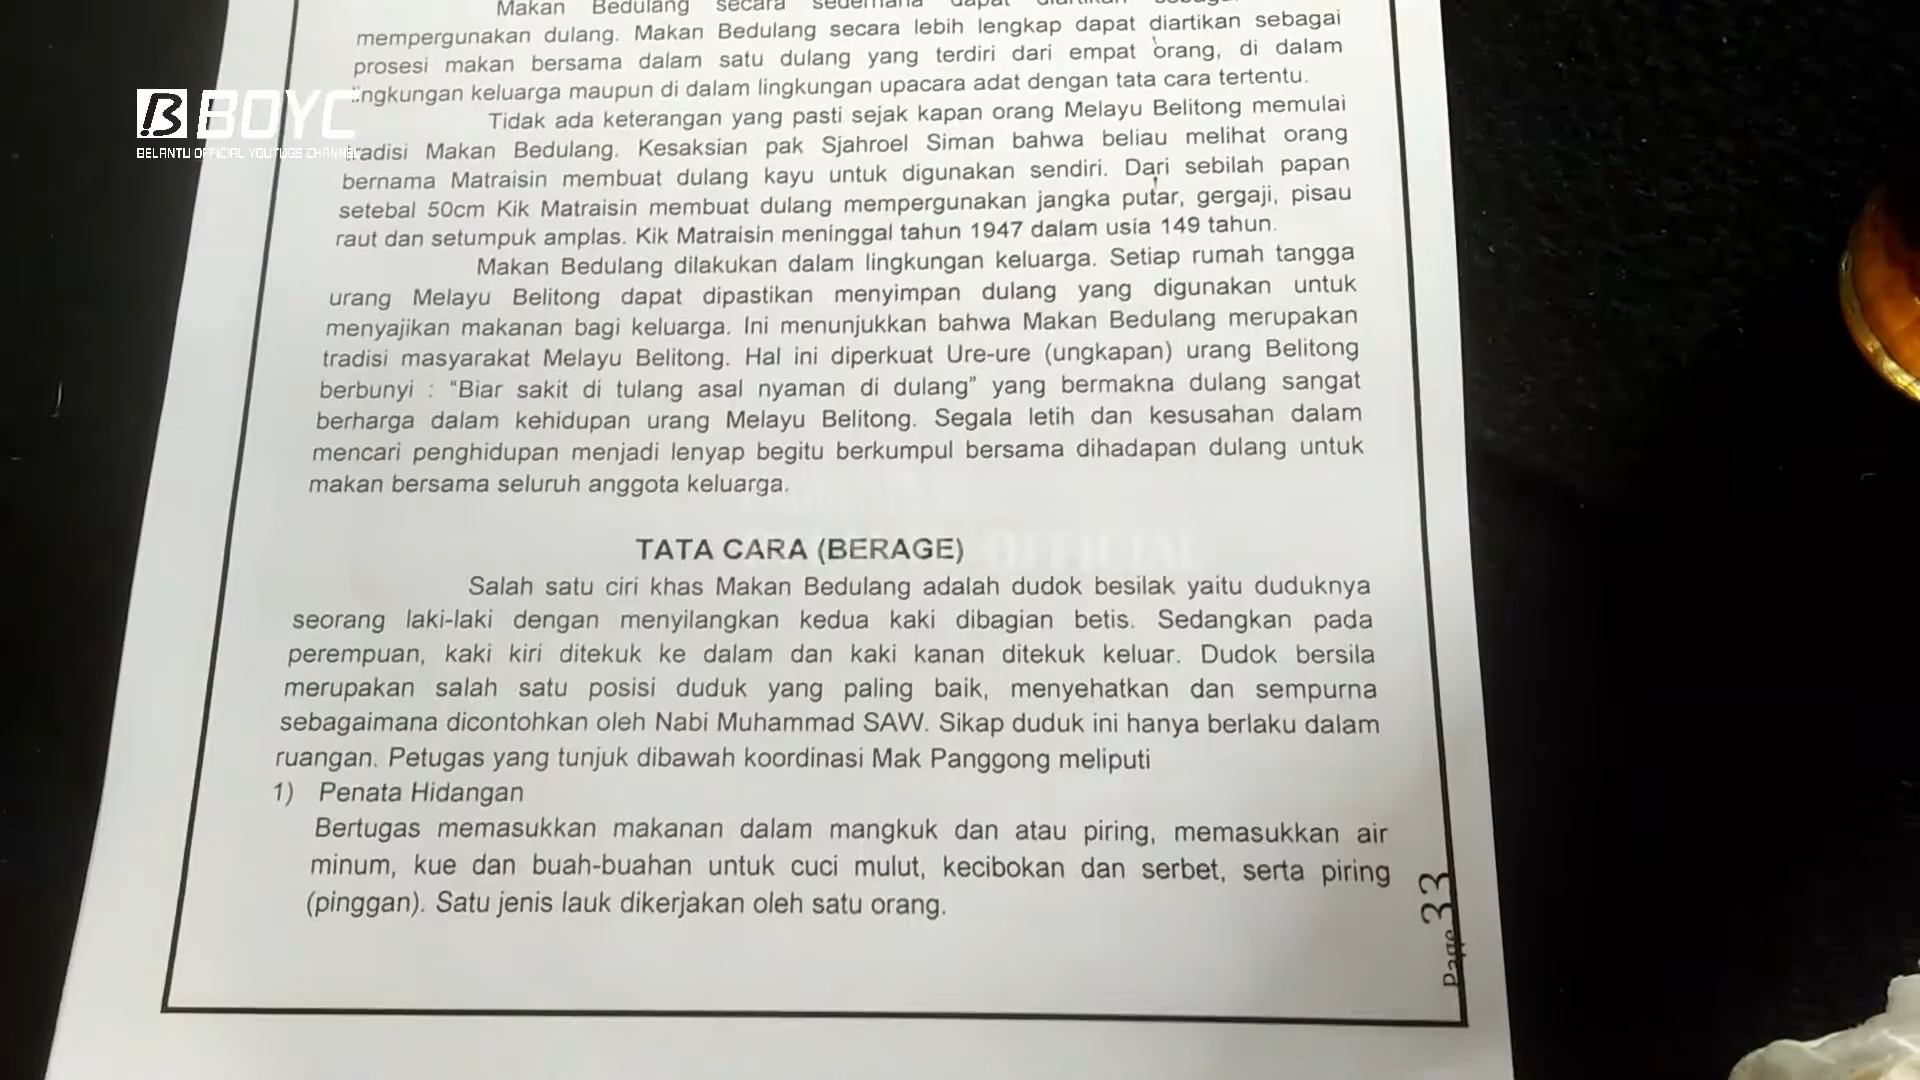 Makan Bedulang secara sederhana dapat diartikan
mempergunakan dulang. Makan Bedulang secara lebih lengkap dapat diartikan sebagai
prosesi makan bersama dalam satu dulang yang terdiri dari empat orang, di dalam
lingkungan keluarga maupun di dalam lingkungan upacara adat dengan tata cara tertentu.
BOYC
BELANTU OFFICIAL YOUTUBE CHANNEL
Tidak ada keterangan yang pasti sejak kapan orang Melayu Belitong memulai
tradisi Makan Bedulang. Kesaksian pak Sjahroel Siman bahwa beliau melihat orang
bernama Matraisin membuat dulang kayu untuk digunakan sendiri. Dari sebilah papan
setebal 50cm Kik Matraisin membuat dulang mempergunakan jangka putar, gergaji, pisau
raut dan setumpuk amplas. Kik Matraisin meninggal tahun 1947 dalam usia 149 tahun.
Makan Bedulang dilakukan dalam lingkungan keluarga. Setiap rumah tangga
urang Melayu Belitong dapat dipastikan menyimpan dulang yang digunakan untuk
menyajikan makanan bagi keluarga. Ini menunjukkan bahwa Makan Bedulang merupakan
tradisi masyarakat Melayu Belitong. Hal ini diperkuat Ure-ure (ungkapan) urang Belitong
berbunyi : “Biar sakit di tulang asal nyaman di dulang” yang bermakna dulang sangat
berharga dalam kehidupan urang Melayu Belitong. Segala letih dan kesusahan dalam
mencari penghidupan menjadi lenyap begitu berkumpul bersama dihadapan dulang untuk
makan bersama seluruh anggota keluarga.
OFFICIAL
TATA CARA (BERAGE)
Salah satu ciri khas Makan Bedulang adalah dudok besilak yaitu duduknya
seorang laki-laki dengan menyilangkan kedua kaki dibagian betis. Sedangkan pada
perempuan, kaki kiri ditekuk ke dalam dan kaki kanan ditekuk keluar. Dudok bersila
merupakan salah satu posisi duduk yang paling baik, menyehatkan dan sempurna
sebagaimana dicontohkan oleh Nabi Muhammad SAW. Sikap duduk ini hanya berlaku dalam
ruangan. Petugas yang tunjuk dibawah koordinasi Mak Panggong meliputi
1) Penata Hidangan
Bertugas memasukkan makanan dalam mangkuk dan atau piring, memasukkan air
minum, kue dan buah-buahan untuk cuci mulut, kecibokan dan serbet, serta piring
(pinggan). Satu jenis lauk dikerjakan oleh satu orang.
Page 33